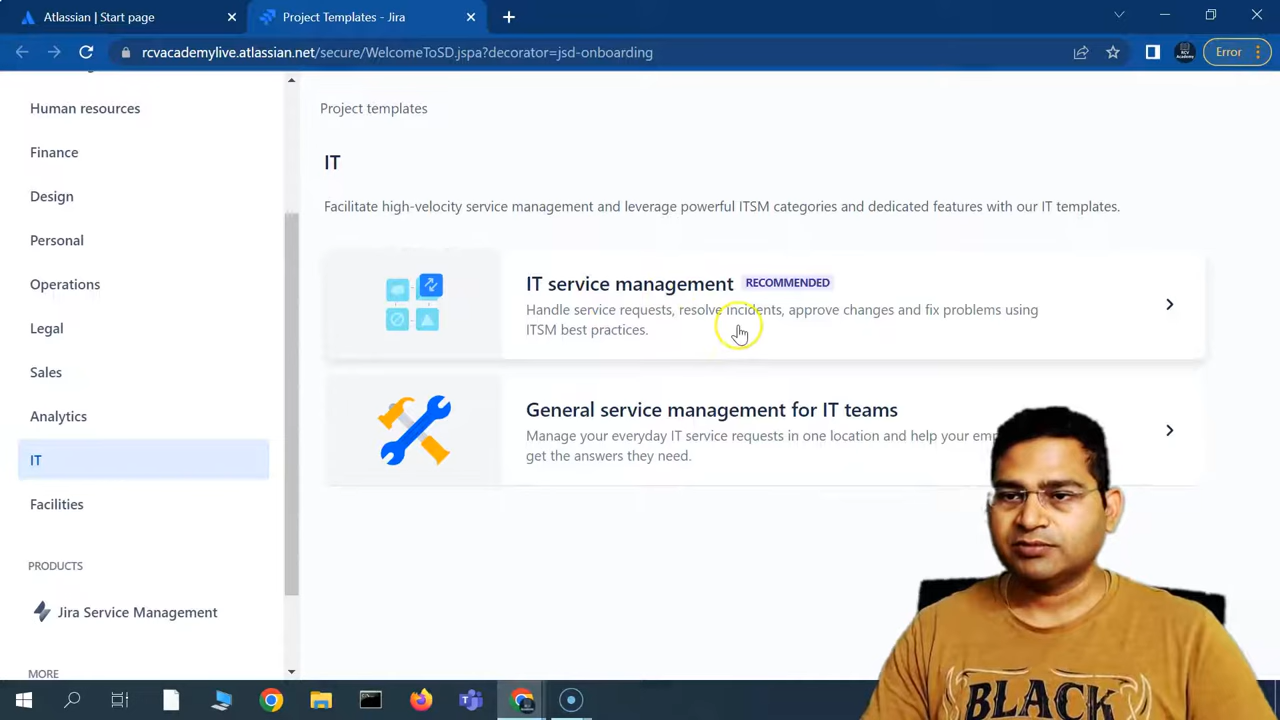 Atlassian | Start page
Project Templates - Jira
rcvacademylive.atlassian.net/secure/WelcomeToSD.jspa?decorator=jsd-onboarding
Error
Human resources
Finance
Design
Personal
Operations
Legal
Sales
Analytics
IT
Facilities
PRODUCTS
Jira Service Management
MORE
Project templates
IT
Facilitate high-velocity service management and leverage powerful ITSM categories and dedicated features with our IT templates.
IT service management RECOMMENDED
Handle service requests, resolve incidents, approve changes and fix problems using
ITSM best practices.
General service management for IT teams
Manage your everyday IT service requests in one location and help your
get the answers they need.
BLACK